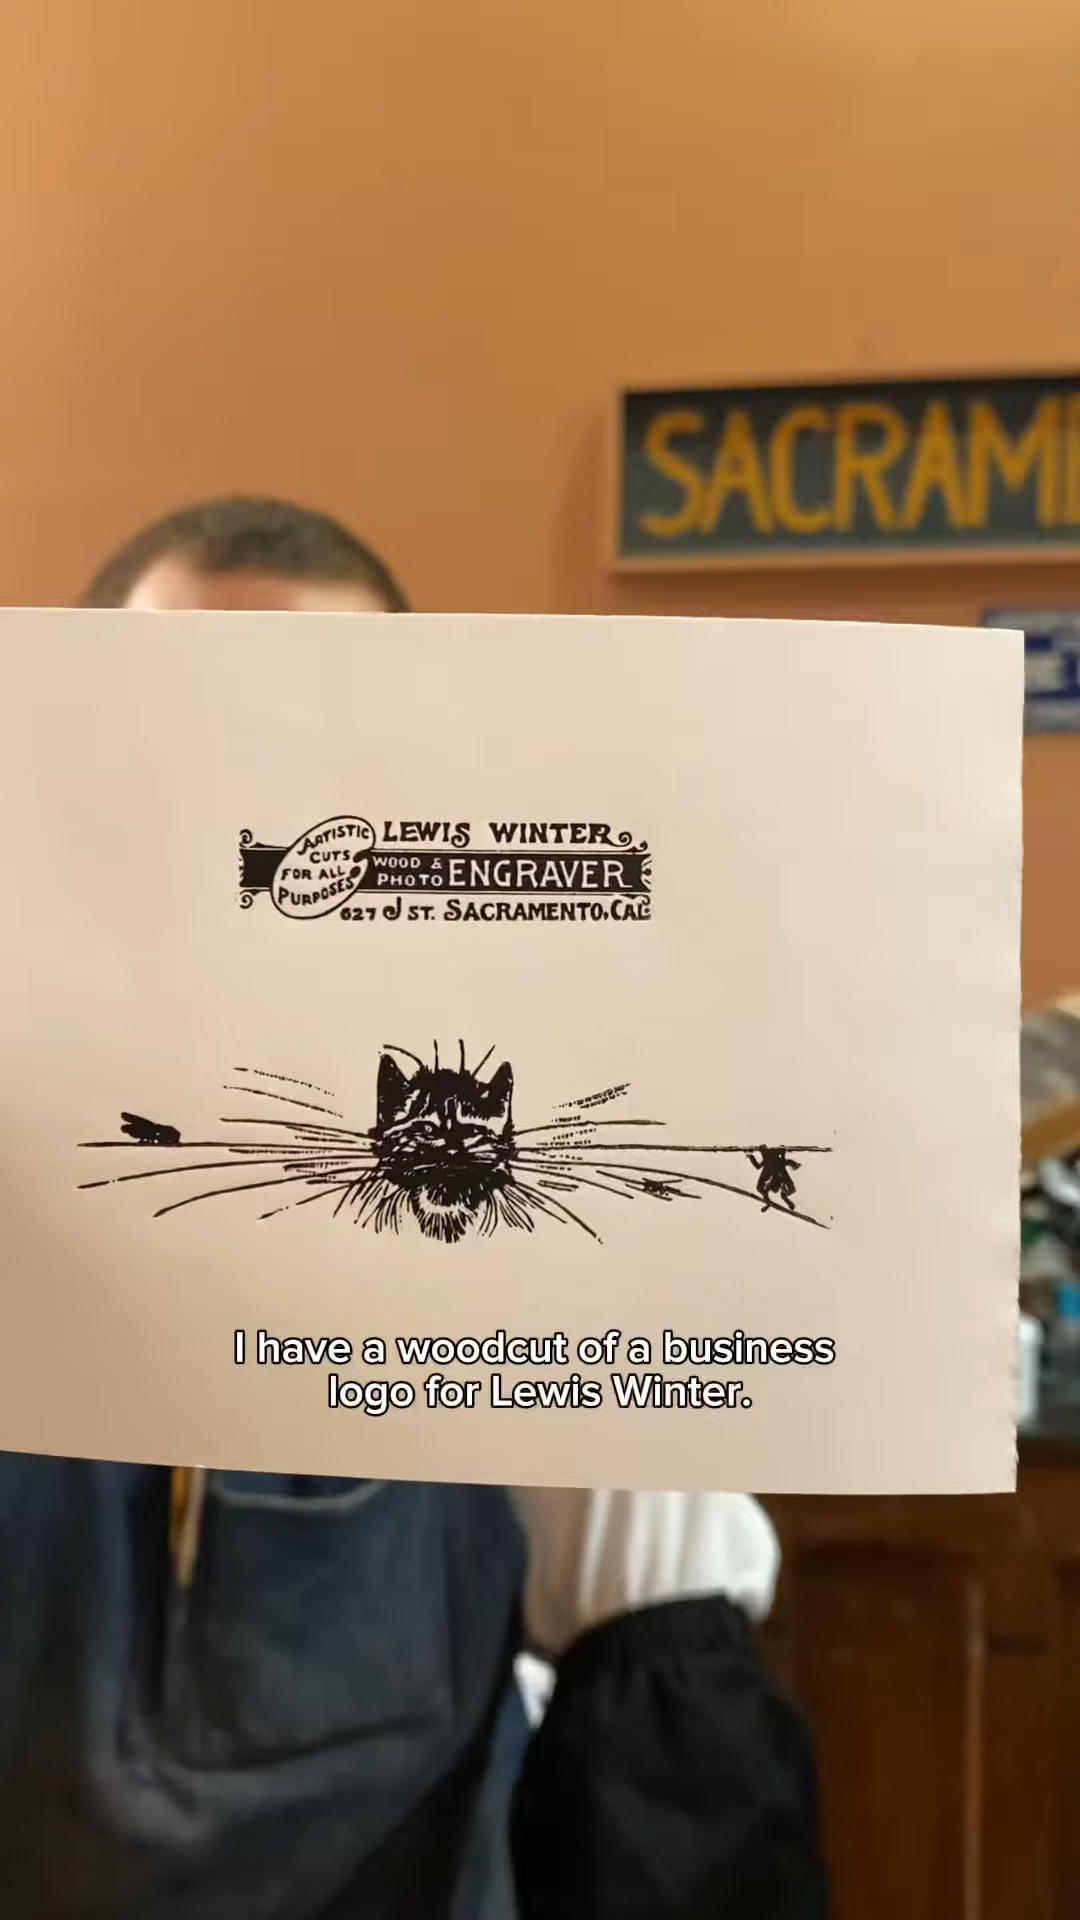 SACRAM
ARTISTIC
CUTS
FOR ALL
PURPOSES
LEWIS WINTER
WOOD &
PHOTO
ENGRAVER
627 J ST. SACRAMENTO, CAL
I have a woodcut of a business
logo for Lewis Winter.